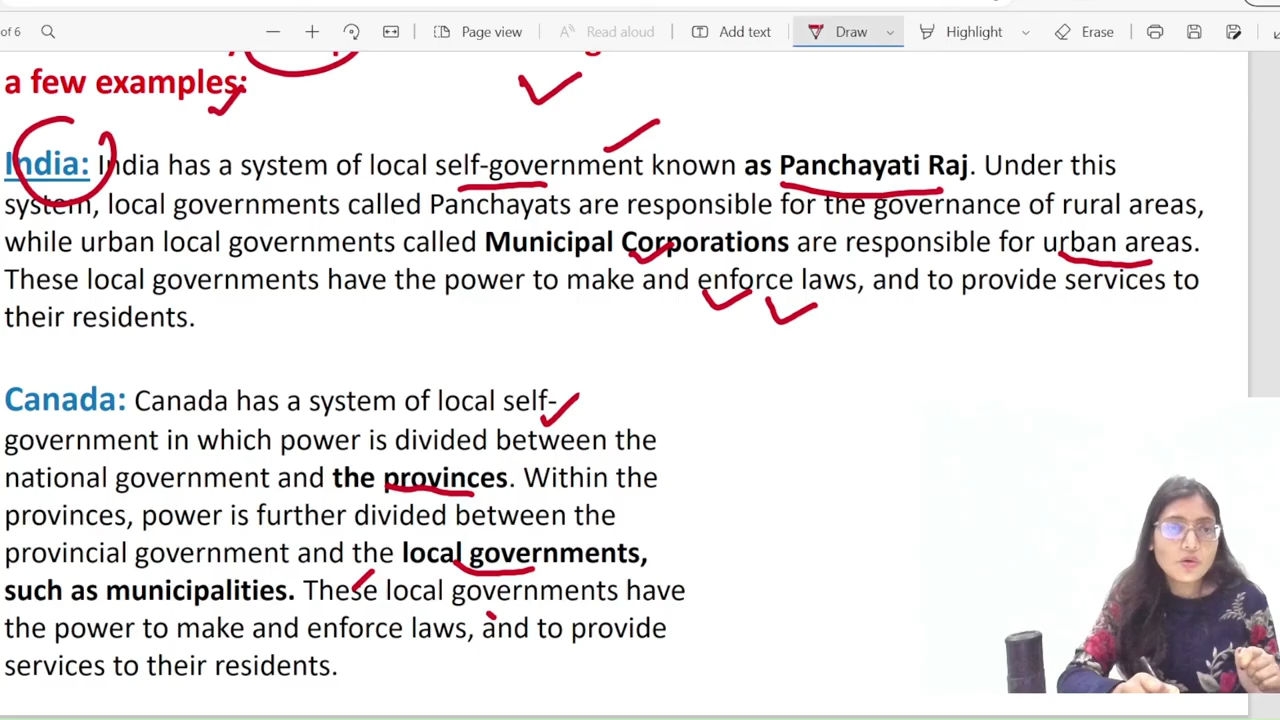 of 6
Page view
Read aloud
Add text
Draw
Highlight
Erase
a few examples:
India: India has a system of local self-government known as Panchayati Raj. Under this
system, local governments called Panchayats are responsible for the governance of rural areas,
while urban local governments called Municipal Corporations are responsible for urban areas.
These local governments have the power to make and enforce laws, and to provide services to
their residents.
Canada: Canada has a system of local self-
government in which power is divided between the
national government and the provinces. Within the
provinces, power is further divided between the
provincial government and the local governments,
such as municipalities. These local governments have
the power to make and enforce laws, and to provide
services to their residents.